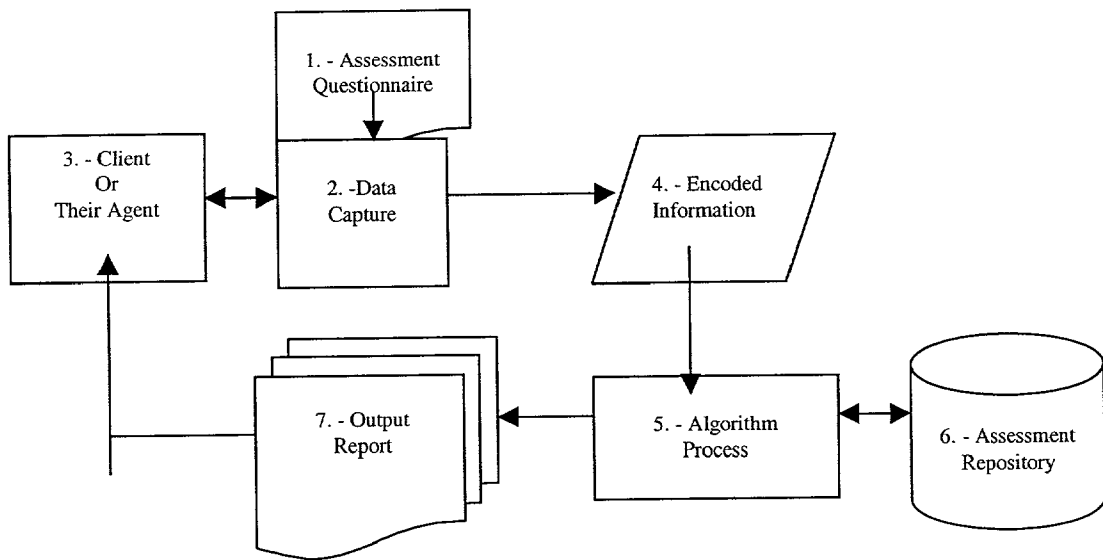 1. - Assessment
Questionnaire
3. - Client
Or
Their Agent
2. -Data
Capture
4. - Encoded
Information
7. - Output
Report
5. - Algorithm
Process
6. - Assessment
Repository